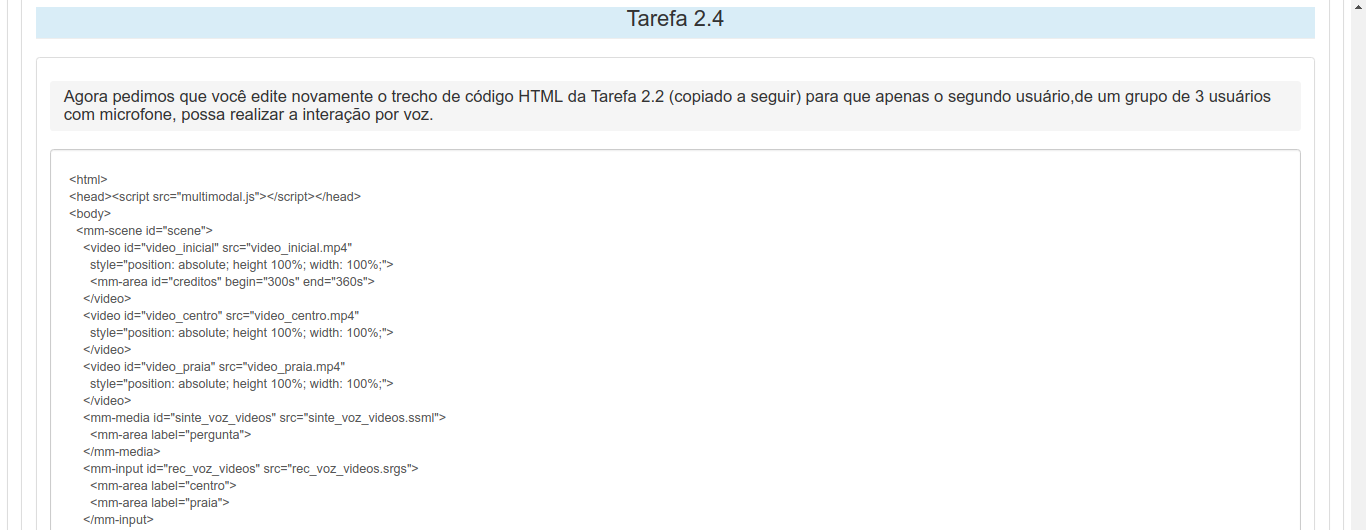 Tarefa 2.4
Agora pedimos que você edite novamente o trecho de código HTML da Tarefa 2.2 (copiado a seguir) para que apenas o segundo usuário,de um grupo de 3 usuários
com microfone, possa realizar a interação por voz.
<html>
<head><script src="multimodal.js"></script></head>
<body>
<mm-scene id="scene">
<video id="video_inicial" src="video_inicial.mp4"
style="position: absolute; height 100%; width: 100%;">
<mm-area id="creditos" begin="300s" end="360s">
</video>
<video id="video_centro" src="video_centro.mp4"
style="position: absolute; height 100%; width: 100%;">
</video>
<video id="video_praia" src="video_praia.mp4"
style="position: absolute; height 100%; width: 100%;">
</video>
<mm-media id="sinte_voz_videos" src="sinte_voz_videos.ssml">
<mm-area label="pergunta">
</mm-media>
<mm-input id="rec_voz_videos" src="rec_voz_videos.srgs">
<mm-area label="centro">
<mm-area label="praia">
</mm-input>